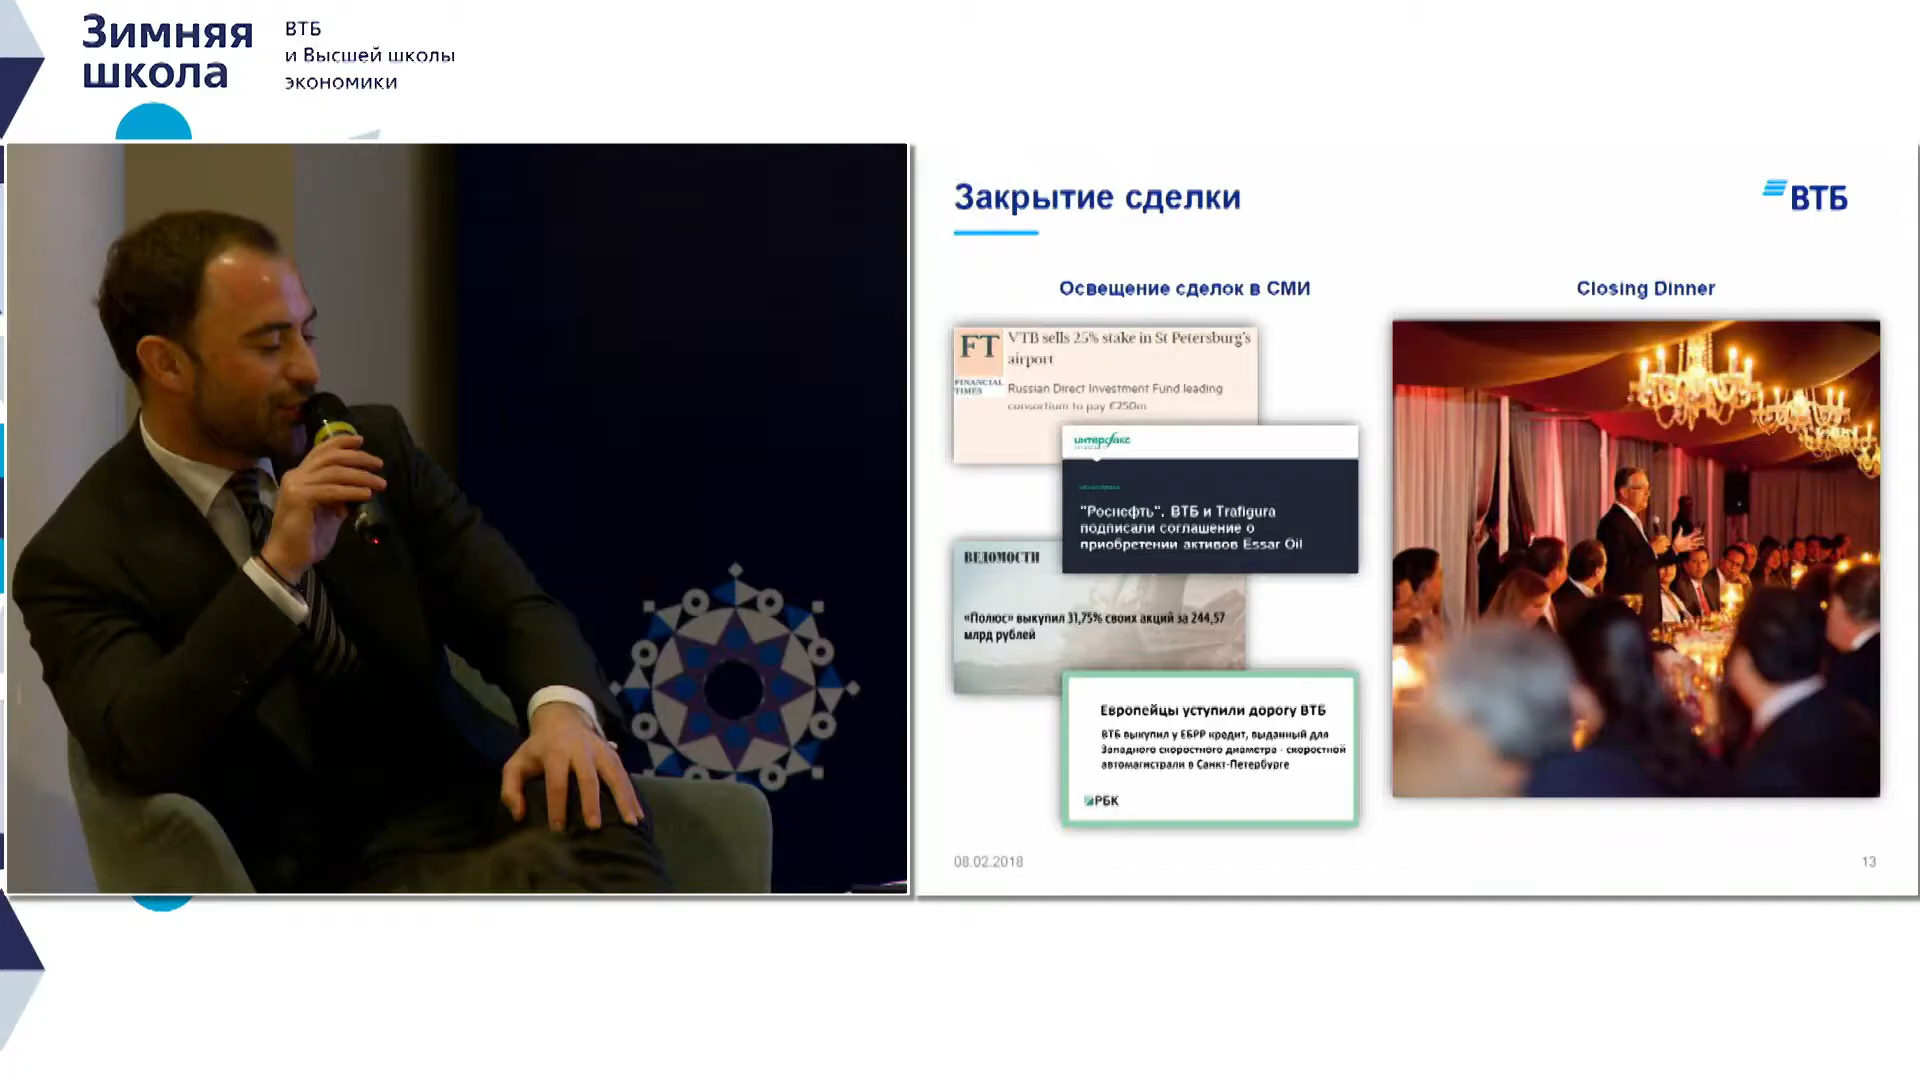 Зимняя
школа
ВТБ
и Высшей школы
экономики
Закрытие сделки
ВТБ
Освещение сделок в СМИ
Closing Dinner
FT
FINANCIAL
TIMES
VTB sells 25% stake in St Petersburg's
airport
Russian Direct Investment Fund leading
consortium to pay €250m
интерфакс
"Роснефть", ВТБ и Trafigura
подписали соглашение о
приобретении активов Essar Oil
ВЕДОМОСТИ
«Полюс» выкупил 31,75% своих акций за 244,57
млрд рублей
Европейцы уступили дорогу ВТБ
ВТБ выкупил у ЕБРР кредит, выданный для
Западного скоростного диаметра - скоростной
автомагистрали в Санкт-Петербурге
РБК
08.02.2018
13